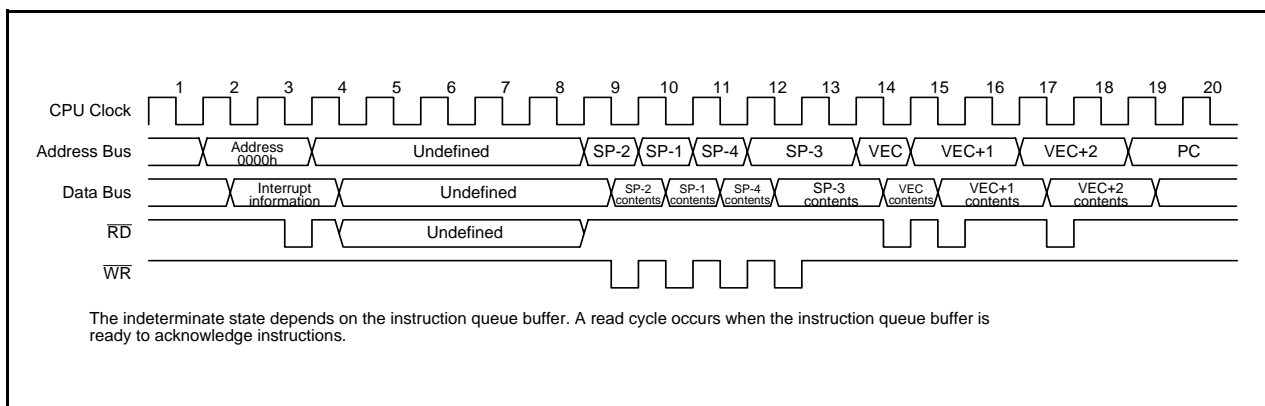 1 2 3 4 5 6 7 8 9 10 11 12 13 14 15 16 17 18 19 20
CPU Clock
Address Bus
Address
0000h
Undefined
SP-2
SP-1
SP-4
SP-3
VEC
VEC+1
VEC+2
PC
Data Bus
Interrupt
information
Undefined
SP-2
contents
SP-1
contents
SP-4
contents
SP-3
contents
VEC
contents
VEC+1
contents
VEC+2
contents
RD
Undefined
WR
The indeterminate state depends on the instruction queue buffer. A read cycle occurs when the instruction queue buffer is
ready to acknowledge instructions.